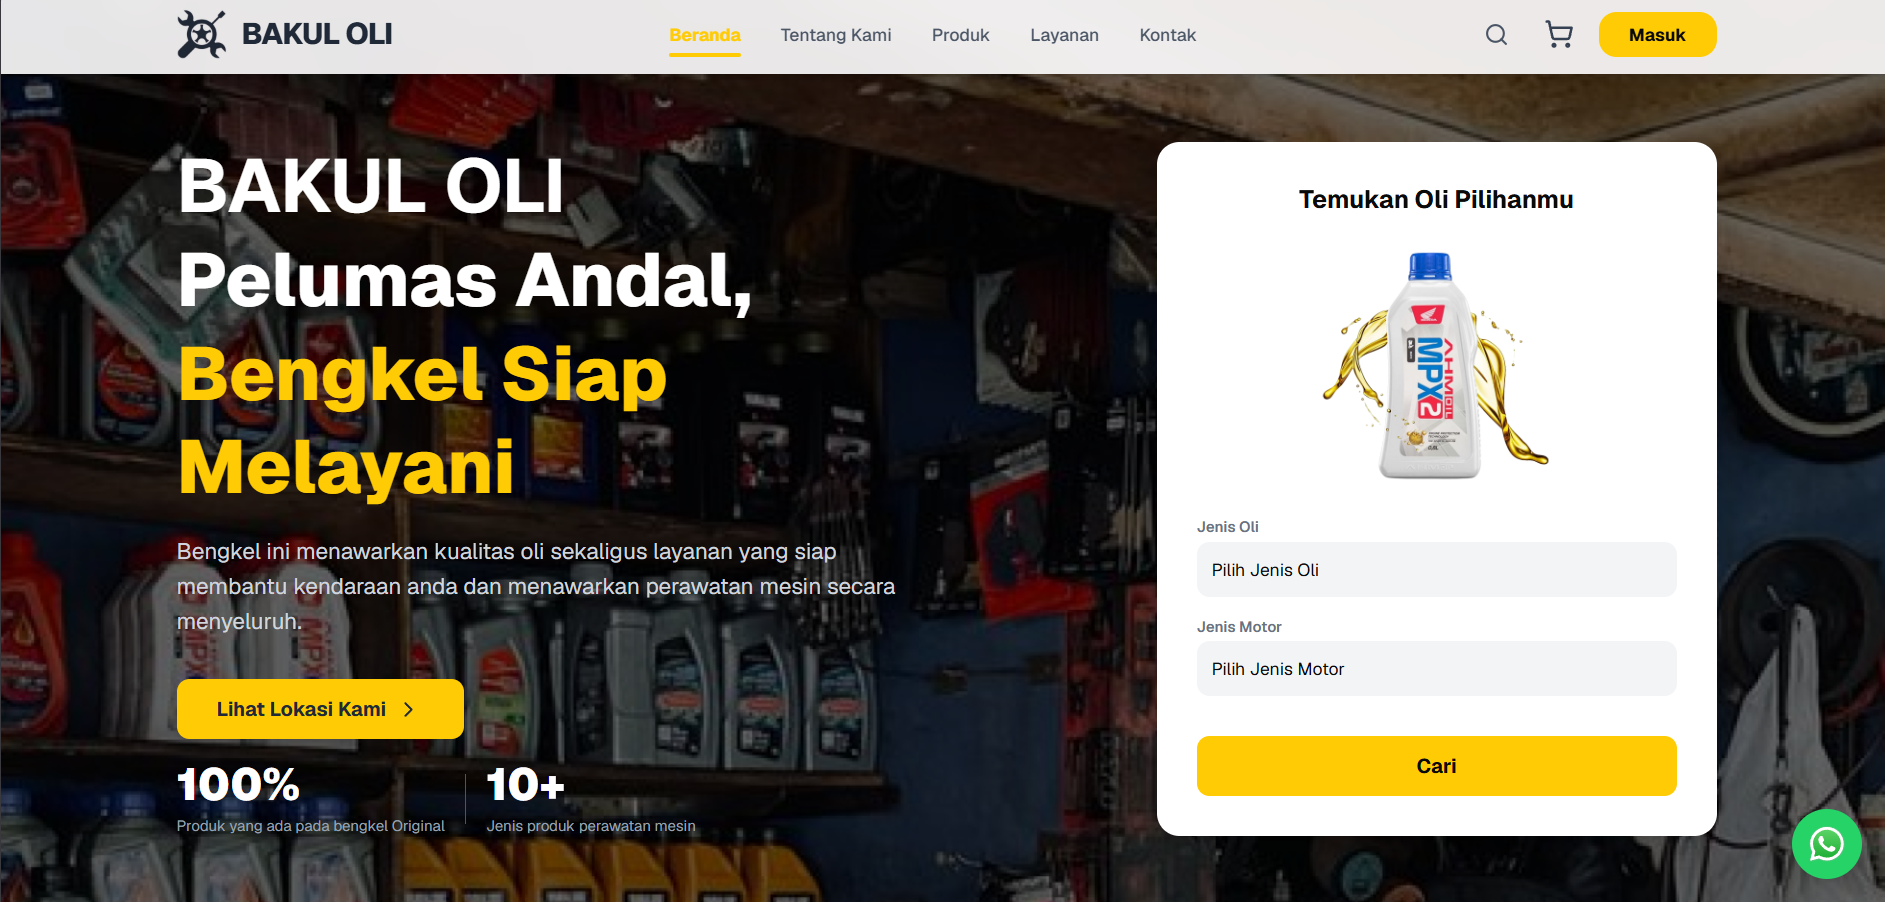 BAKUL OLI
Beranda
Tentang Kami
Produk
Layanan
Kontak
Masuk
BAKUL OLI
Pelumas Andal,
Bengkel Siap
Melayani
Bengkel ini menawarkan kualitas oli sekaligus layanan yang siap
membantu kendaraan anda dan menawarkan perawatan mesin secara
menyeluruh.
Lihat Lokasi Kami
100%
Produk yang ada pada bengkel Original
10+
Jenis produk perawatan mesin
Temukan Oli Pilihanmu
AHM OIL
MPX2
Jenis Oli
Pilih Jenis Oli
Jenis Motor
Pilih Jenis Motor
Cari
MPX
MPX